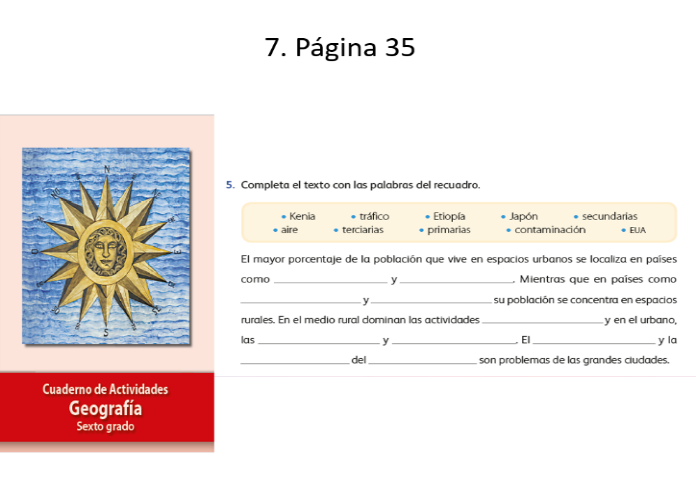 7. Página 35
5. Completa el texto con las palabras del recuadro.
• Kenia • tráfico • Etiopía • Japón • secundarias
• aire • terciarias • primarias • contaminación • EUA
El mayor porcentaje de la población que vive en espacios urbanos se localiza en países
como ____________ y ____________. Mientras que en países como
____________ y ____________ su población se concentra en espacios
rurales. En el medio rural dominan las actividades ____________ y en el urbano,
las ____________ y ____________. El ____________ y la
____________ del ____________ son problemas de las grandes ciudades.
N
S
E
O
Cuaderno de Actividades
Geografía
Sexto grado